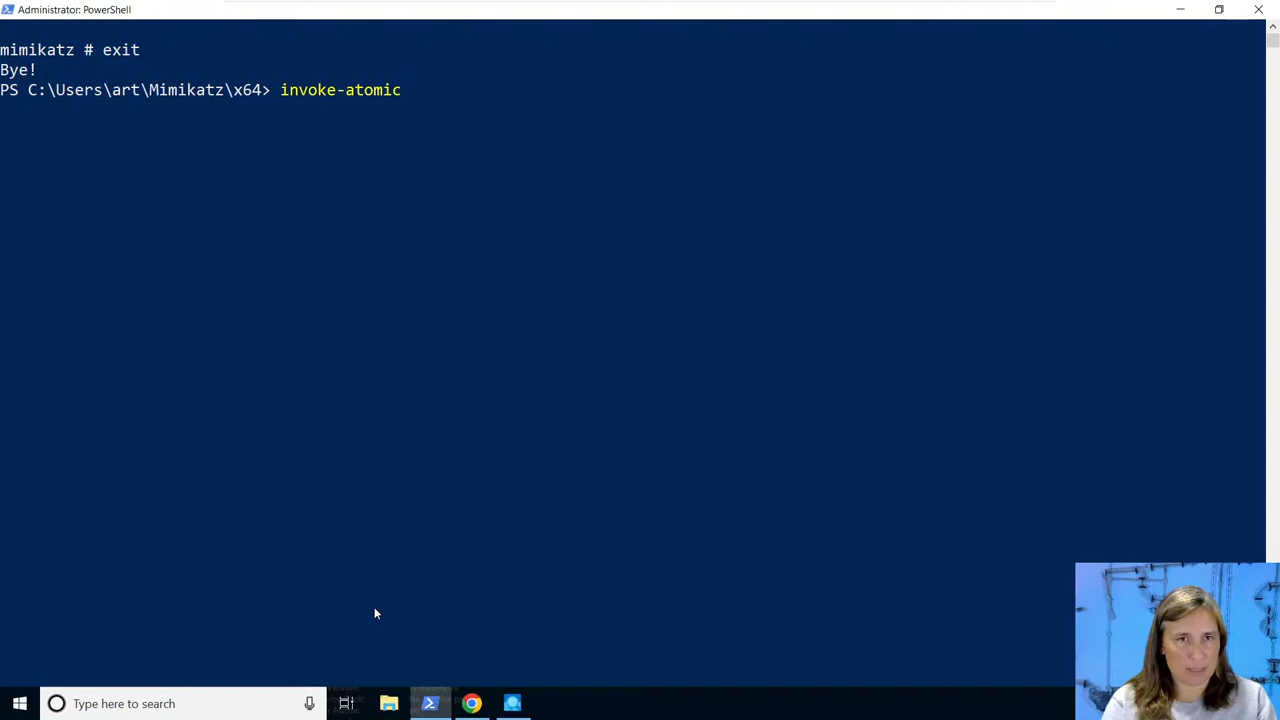 Administrator: PowerShell
mimikatz # exit
Bye!
PS C:\Users\art\Mimikatz\x64> invoke-atomic
Type here to search